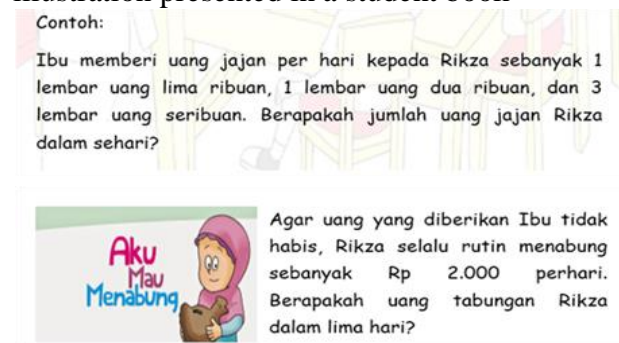 Contoh:
Ibu memberi uang jajan per hari kepada Rikza sebanyak 1
lembar uang lima ribuan, 1 lembar uang dua ribuan, dan 3
lembar uang seribuan. Berapakah jumlah uang jajan Rikza
dalam sehari?
Aku
Mau
Menabung
Agar uang yang diberikan Ibu tidak
habis, Rikza selalu rutin menabung
sebanyak Rp 2.000 perhari.
Berapakah uang tabungan Rikza
dalam lima hari?